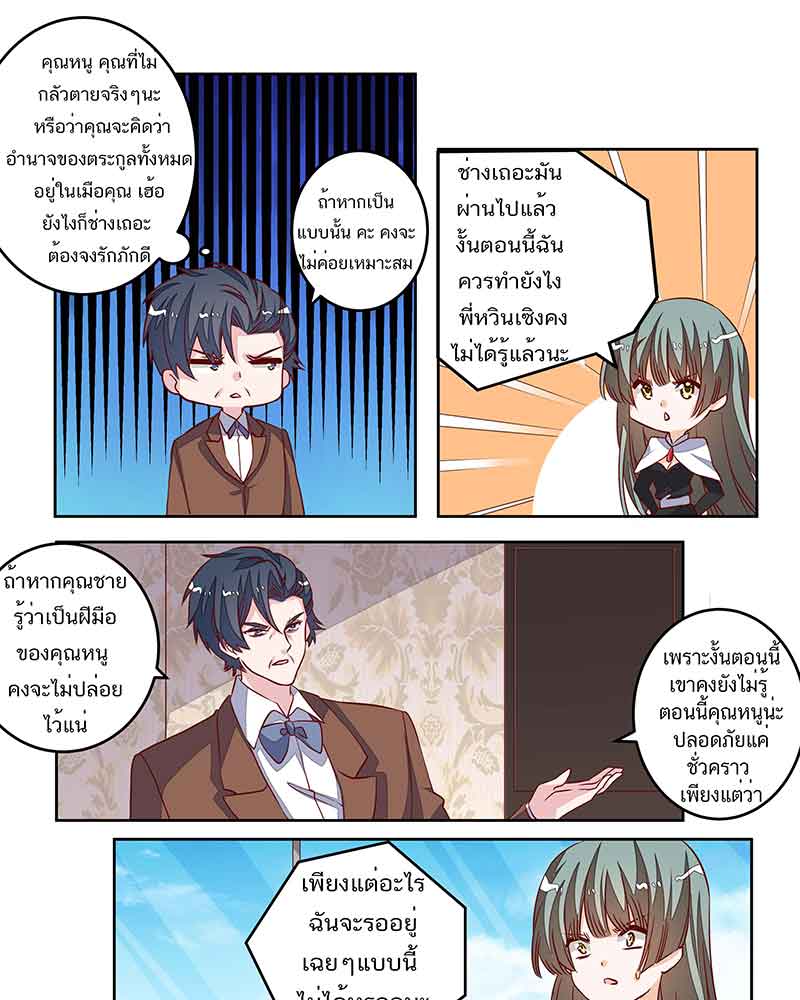 คุณหนู คุณที่ไม
กลัวตายจริงๆนะ
หรือว่าคุณจะคิดว่า
อำนาจของตระกูลทั้งหมด
อยู่ในเมือคุณ เฮ้อ
ยังไงก็ช่างเถอะ
ต้องจงรักภักดี
ถ้าหากเป็น
แบบนั้น คะ คงจะ
ไม่ค่อยเหมาะสม
ช่างเถอะมัน
ผ่านไปแล้ว
งั้นตอนนี้ฉัน
ควรทำยังไง
พี่หวินเซิงคง
ไม่ได้รู้แล้วนะ
ถ้าหากคุณชาย
รู้ว่าเป็นฝีมือ
ของคุณหนู
คงจะไม่ปล่อย
ไว้แน่
เพราะงั้นตอนนี้
เขาคงยังไม่รู้
ตอนนี้คุณหนูน่ะ
ปลอดภัยแค่
ชั่วคราว
เพียงแต่ว่า
เพียงแต่อะไร
ฉันจะรออยู่
เฉยๆแบบนี้